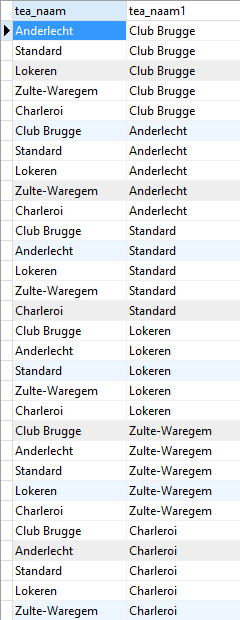 tea_naam tea_naam1
Anderlecht Club Brugge
Standard Club Brugge
Lokeren Club Brugge
Zulte-Waregem Club Brugge
Charleroi Club Brugge
Club Brugge Anderlecht
Standard Anderlecht
Lokeren Anderlecht
Zulte-Waregem Anderlecht
Charleroi Anderlecht
Club Brugge Standard
Anderlecht Standard
Lokeren Standard
Zulte-Waregem Standard
Charleroi Standard
Club Brugge Lokeren
Anderlecht Lokeren
Standard Lokeren
Zulte-Waregem Lokeren
Charleroi Lokeren
Club Brugge Zulte-Waregem
Anderlecht Zulte-Waregem
Standard Zulte-Waregem
Lokeren Zulte-Waregem
Charleroi Zulte-Waregem
Club Brugge Charleroi
Anderlecht Charleroi
Standard Charleroi
Lokeren Charleroi
Zulte-Waregem Charleroi